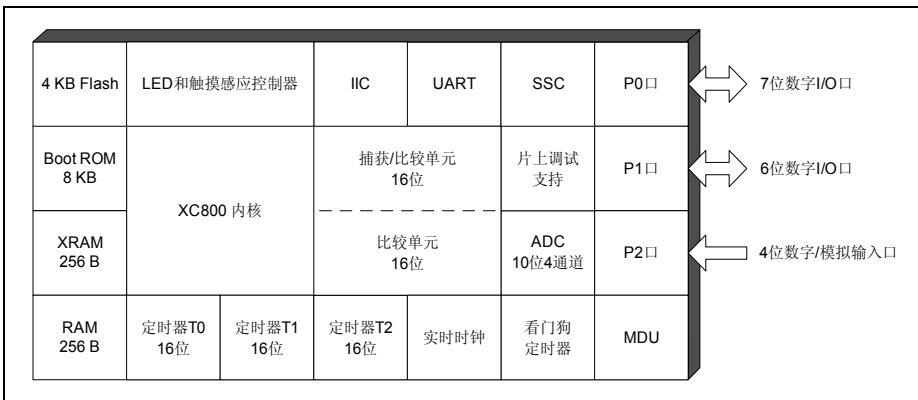 4 KB Flash
LED和触摸感应控制器
IIC
UART
SSC
P0口
7位数字I/O口
Boot ROM
8 KB
XC800 内核
捕获/比较单元
16位
片上调试
支持
P1口
6位数字I/O口
XRAM
256 B
比较单元
16位
ADC
10位4通道
P2口
4位数字/模拟输入口
RAM
256 B
定时器T0
16位
定时器T1
16位
定时器T2
16位
实时时钟
看门狗
定时器
MDU